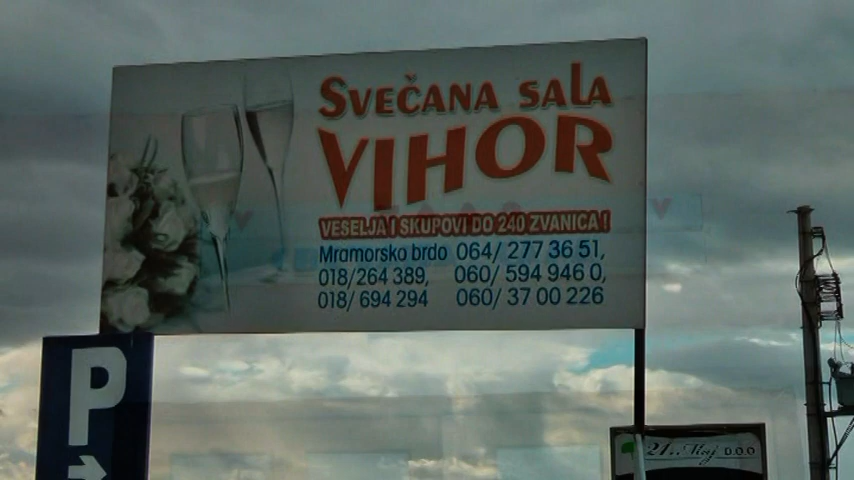 SVEČANA SALA
VIHOR
VESELJA I SKUPOVI DO 240 ZVANICA!
Mramorsko brdo 064/ 277 36 51,
018/264 389, 060/ 594 946 0,
018/ 694 294 060/ 37 00 226
P
21. Maj D.O.O